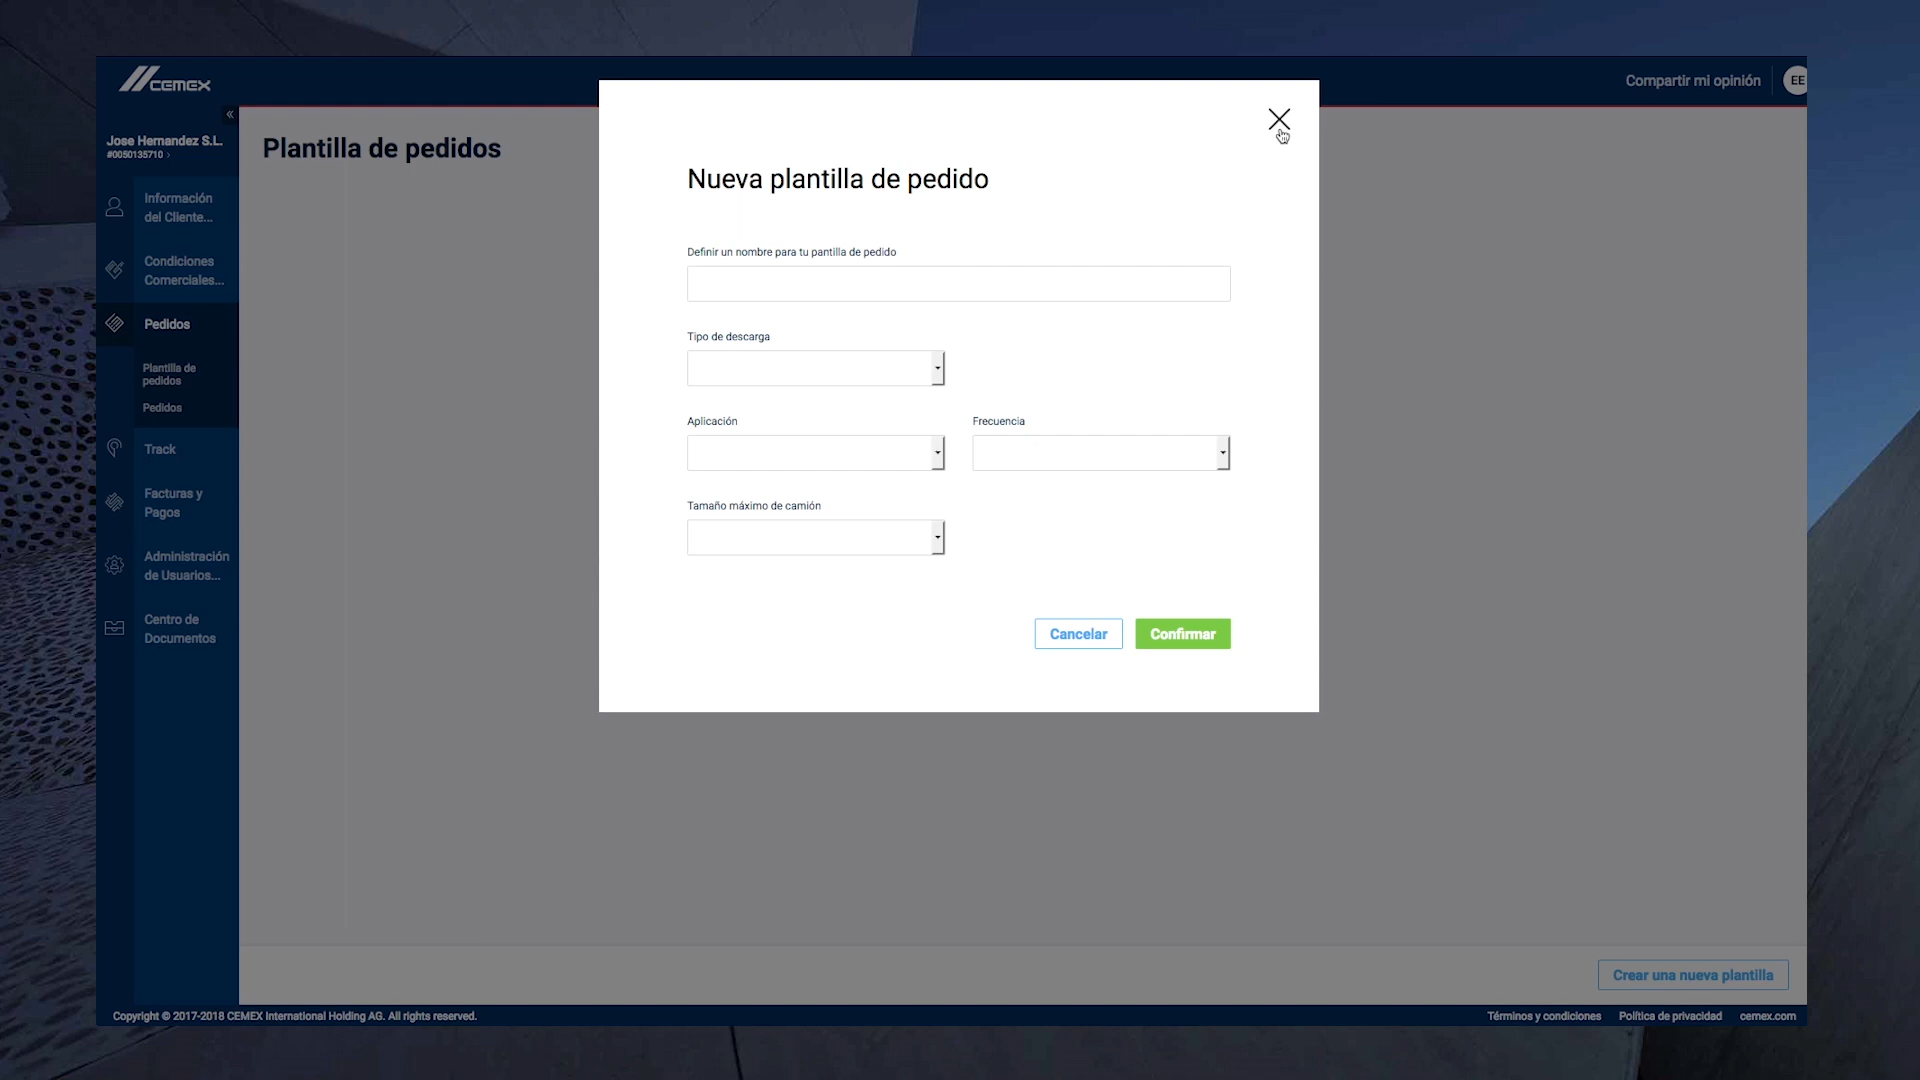 CEMEX
Compartir mi opinión
EE
«
Jose Hernandez S.L.
#0050135710 >
Información
del Cliente...
Condiciones
Comerciales...
Pedidos
Plantilla de
pedidos
Pedidos
Track
Facturas y
Pagos
Administración
de Usuarios...
Centro de
Documentos
Plantilla de pedidos
Nueva plantilla de pedido
Definir un nombre para tu pantilla de pedido
Tipo de descarga
Aplicación
Frecuencia
Tamaño máximo de camión
Cancelar
Confirmar
Crear una nueva plantilla
Copyright © 2017-2018 CEMEX International Holding AG. All rights reserved.
Términos y condiciones
Política de privacidad
cemex.com